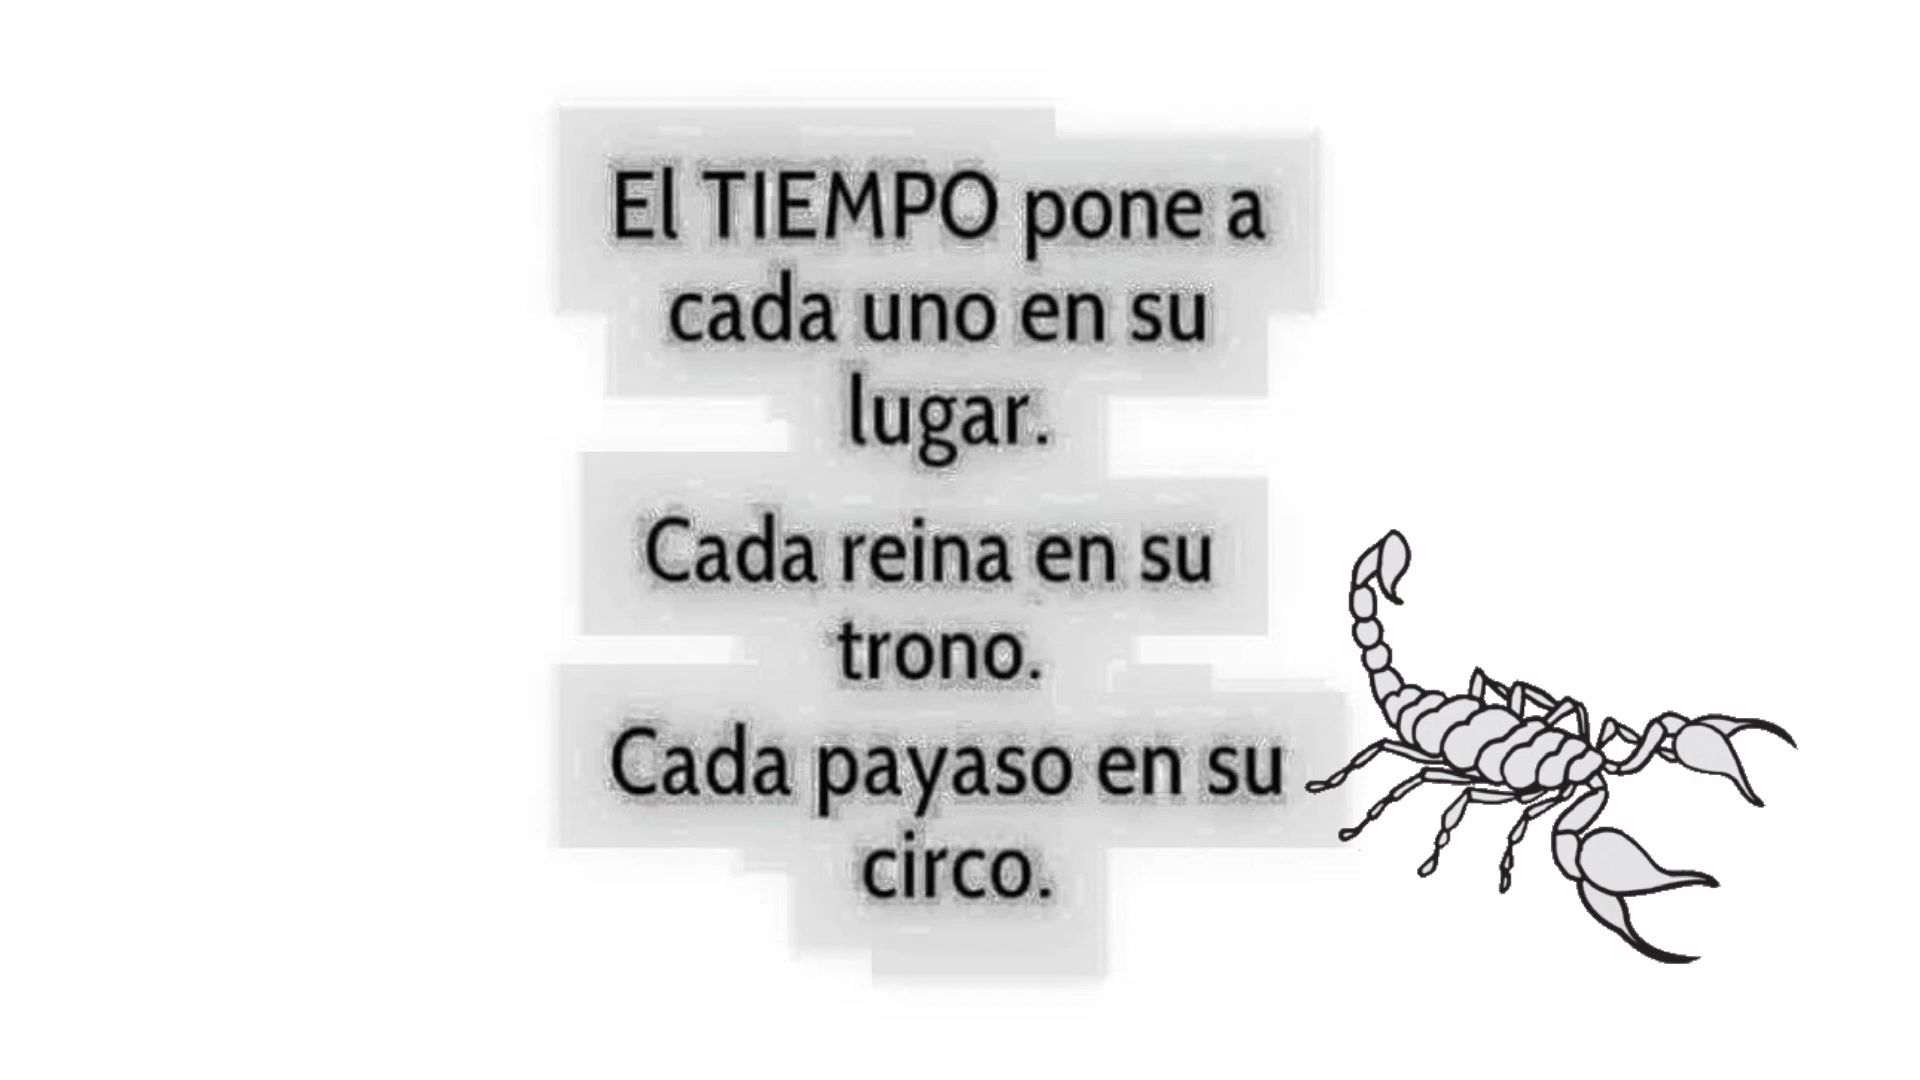 El TIEMPO pone a
cada uno en su
lugar.
Cada reina en su
trono.
Cada payaso en su
circo.